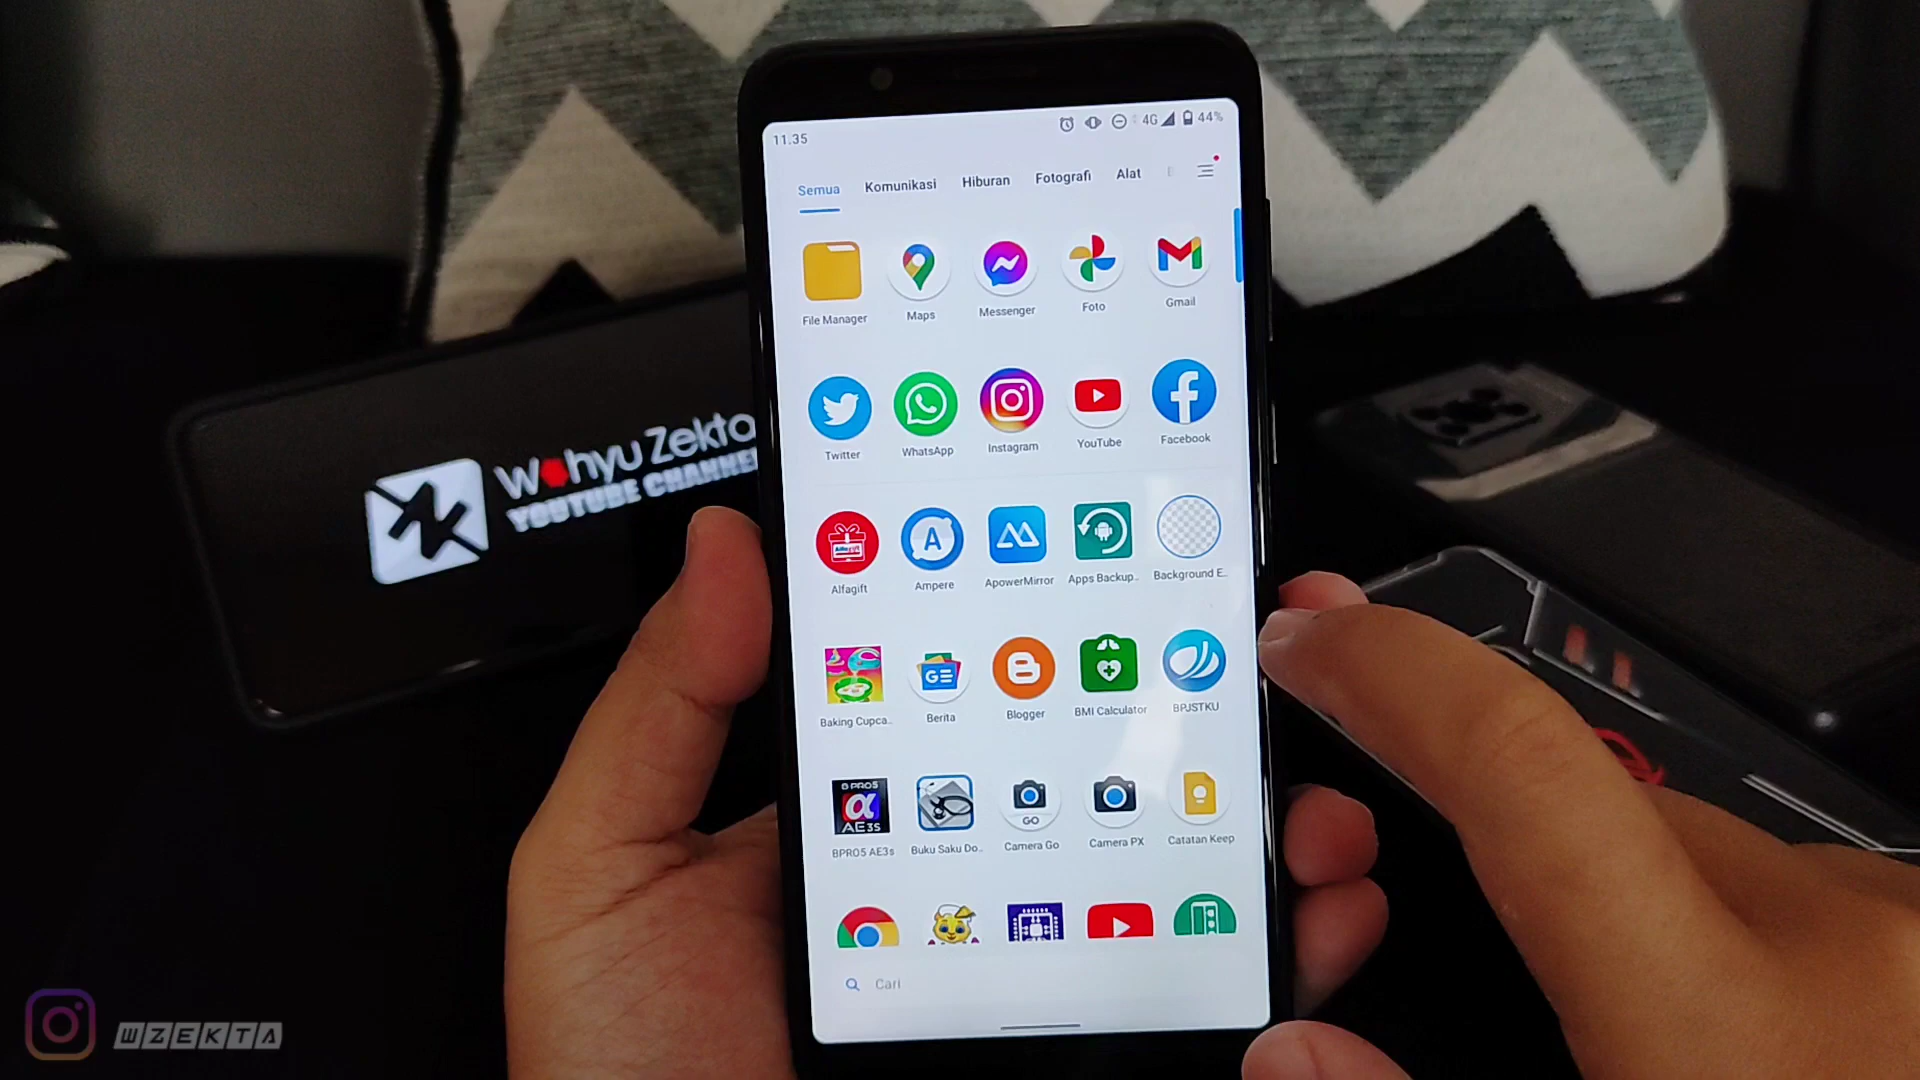 11.35
4G 44%
Semua Komunikasi Hiburan Fotografi Alat
File Manager Maps Messenger Foto Gmail
Twitter WhatsApp Instagram YouTube Facebook
Wahyu Zekto
YOUTUBE CHANNEL
Alfagift Ampere ApowerMirror Apps Backup.. Background E..
GE
Baking Cupca.. Berita Blogger BMI Calculator BPJSTKU
B PRO5
α
AE3S
GO
BPRO5 AE3s Buku Saku Do.. Camera Go Camera PX Catatan Keep
Cari
WZEKTA